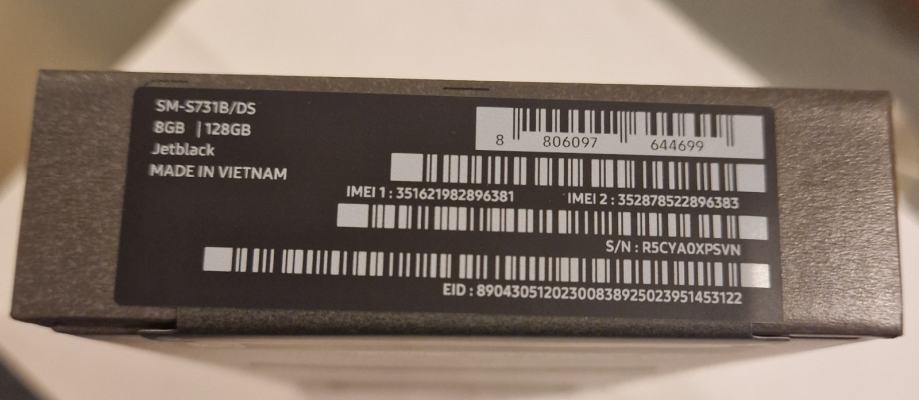 SM-S731B/DS
8GB | 128GB
Jetblack
MADE IN VIETNAM
8 806097 644699
IMEI 1 : 351621982896381 IMEI 2 : 352878522896383
S/N : R5CYA0XPSVN
EID : 89043051202300838925023951453122